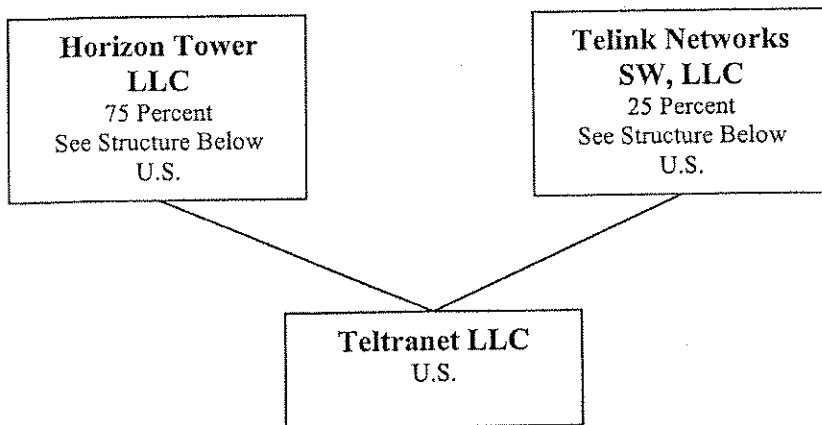 Horizon Tower
LLC
75 Percent
See Structure Below
U.S.
Telink Networks
SW, LLC
25 Percent
See Structure Below
U.S.
Teltranet LLC
U.S.